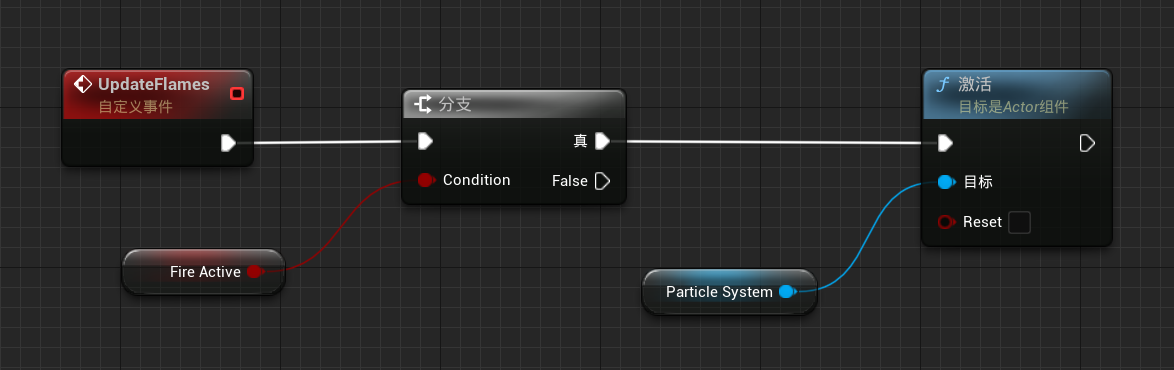 UpdateFlames
自定义事件
分支
真
Condition
False
Fire Active
激活
目标是Actor组件
目标
Reset
Particle System